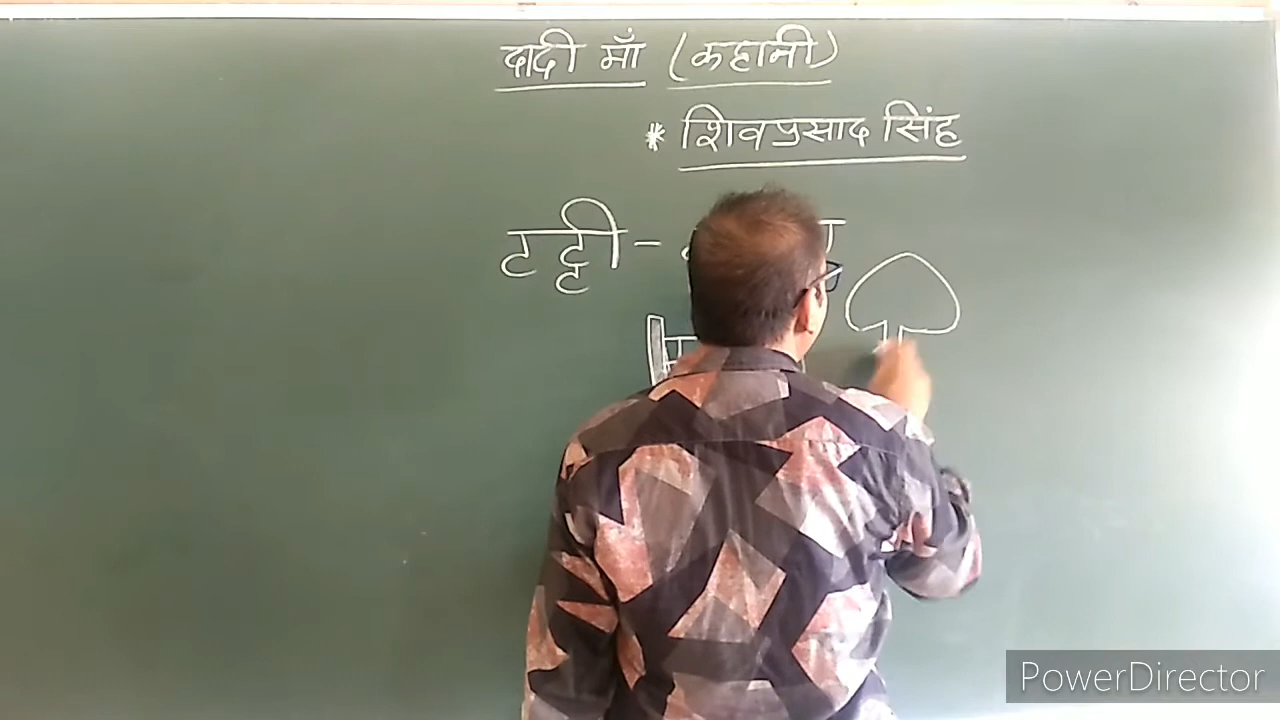 दादी माँ (कहानी)
* शिवप्रसाद सिंह
टट्टी -
PowerDirector